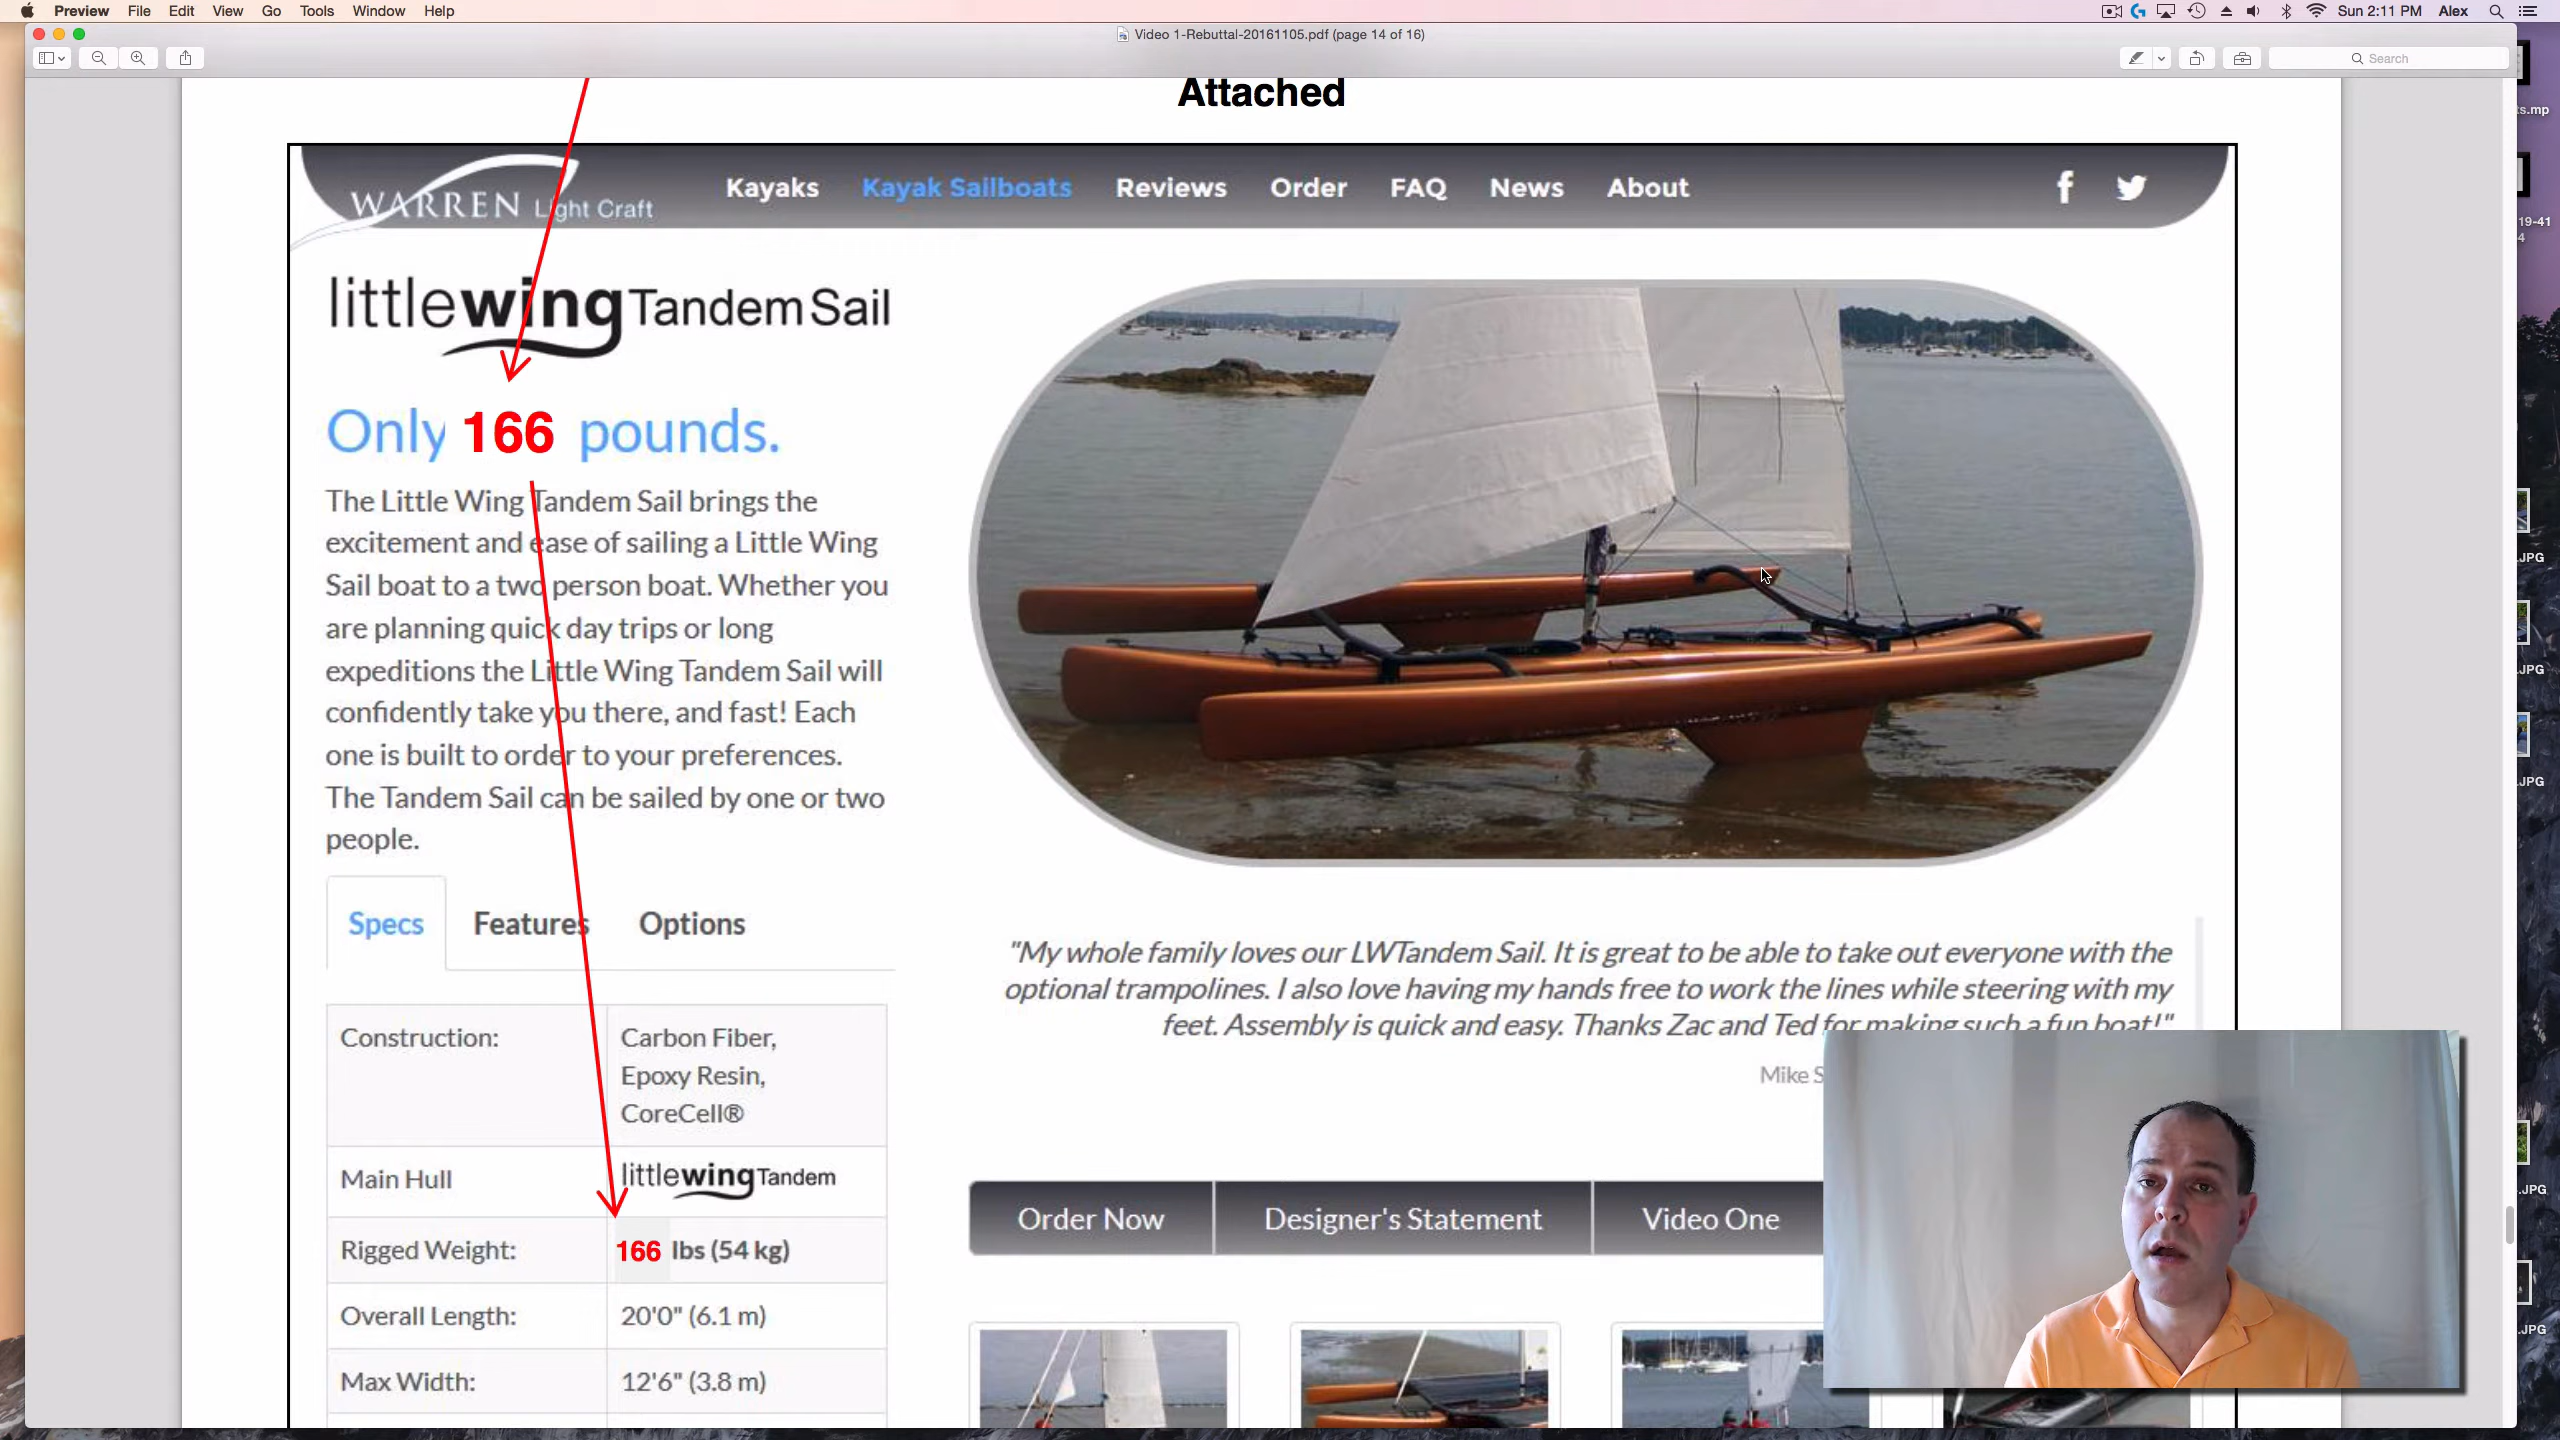 Preview File Edit View Go Tools Window Help
Sun 2:11 PM Alex
Video 1-Rebuttal-20161105.pdf (page 14 of 16)
Search
Attached
WARREN Light Craft
Kayaks Kayak Sailboats Reviews Order FAQ News About
littlewing Tandem Sail
Only 166 pounds.
The Little Wing Tandem Sail brings the
excitement and ease of sailing a Little Wing
Sail boat to a two person boat. Whether you
are planning quick day trips or long
expeditions the Little Wing Tandem Sail will
confidently take you there, and fast! Each
one is built to order to your preferences.
The Tandem Sail can be sailed by one or two
people.
Specs Features Options
Construction: Carbon Fiber,
Epoxy Resin,
CoreCell®
Main Hull littlewing Tandem
Rigged Weight: 166 lbs (54 kg)
Overall Length: 20'0" (6.1 m)
Max Width: 12'6" (3.8 m)
"My whole family loves our LWTandem Sail. It is great to be able to take out everyone with the
optional trampolines. I also love having my hands free to work the lines while steering with my
feet. Assembly is quick and easy. Thanks Zac and Ted for making such a fun boat!"
Mike S
Order Now Designer's Statement Video One
s.mp
19-41
4
.JPG
.JPG
.JPG
.JPG
.JPG